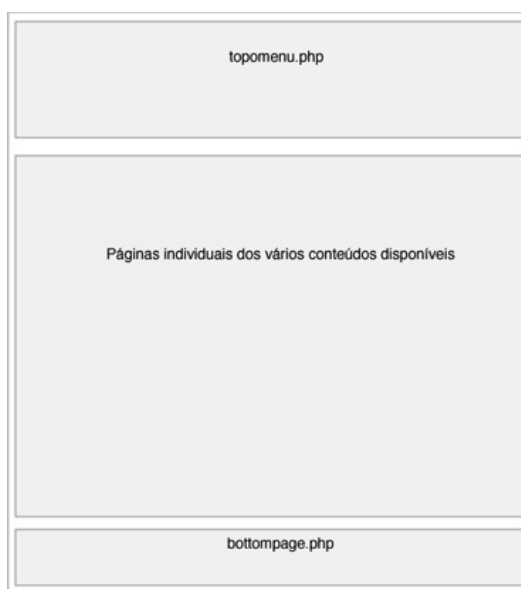 topomenu.php
Páginas individuais dos vários conteúdos disponíveis
bottompage.php